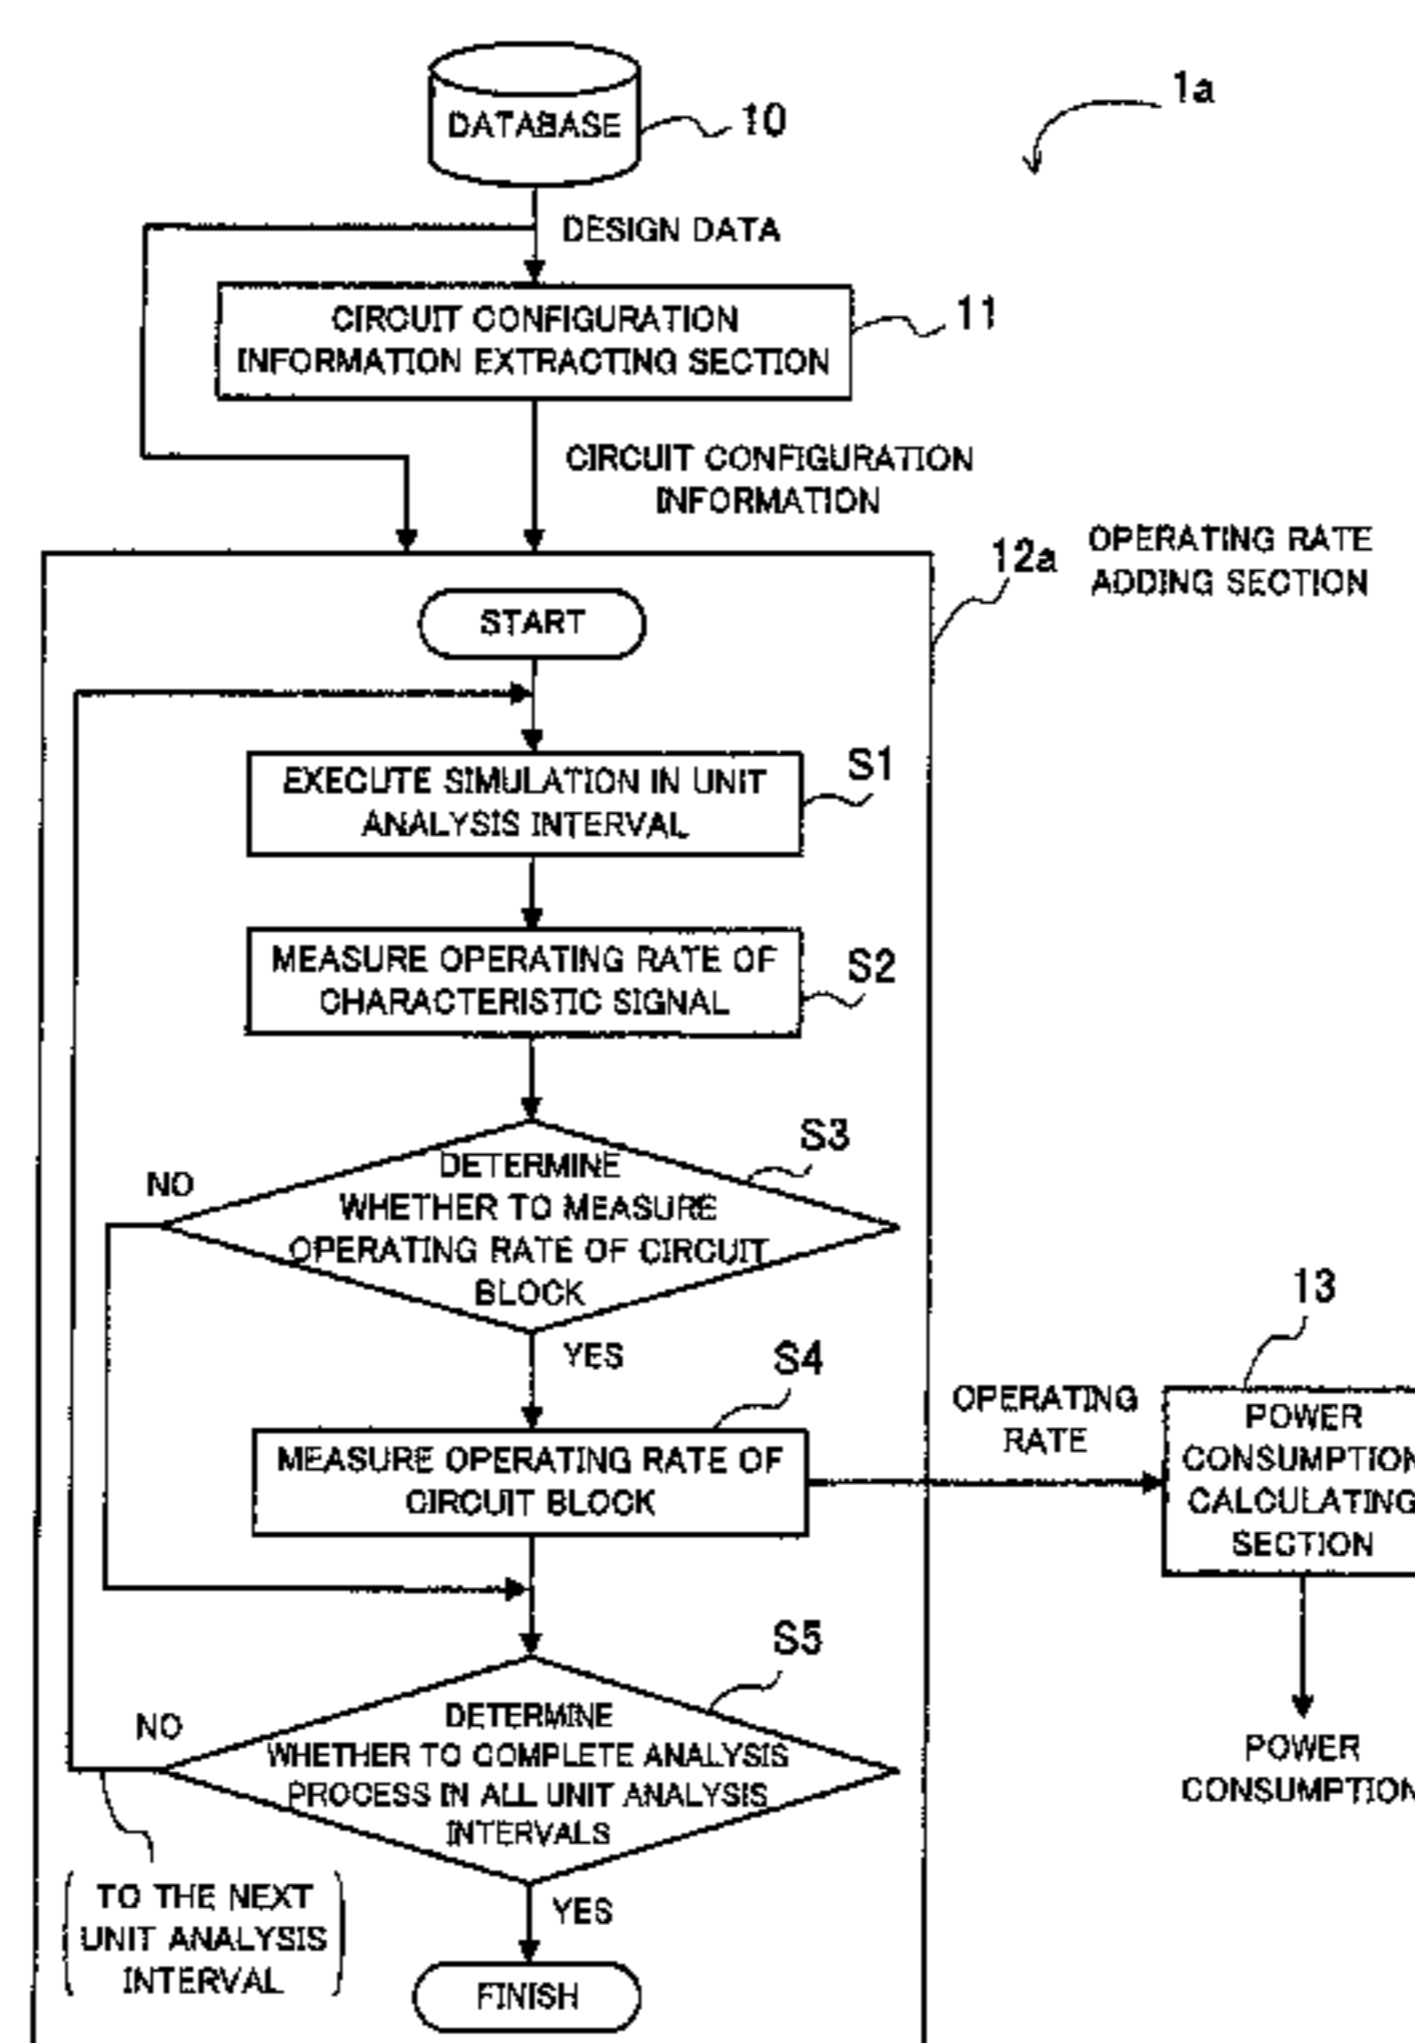 1a
DATABASE
10
DESIGN DATA
CIRCUIT CONFIGURATION
INFORMATION EXTRACTING SECTION
11
CIRCUIT CONFIGURATION
INFORMATION
12a
OPERATING RATE
ADDING SECTION
START
EXECUTE SIMULATION IN UNIT
ANALYSIS INTERVAL
S1
MEASURE OPERATING RATE OF
CHARACTERISTIC SIGNAL
S2
S3
NO
DETERMINE
WHETHER TO MEASURE
OPERATING RATE OF CIRCUIT
BLOCK
YES
S4
MEASURE OPERATING RATE OF
CIRCUIT BLOCK
OPERATING
RATE
13
POWER
CONSUMPTION
CALCULATING
SECTION
POWER
CONSUMPTION
S5
NO
DETERMINE
WHETHER TO COMPLETE ANALYSIS
PROCESS IN ALL UNIT ANALYSIS
INTERVALS
(TO THE NEXT
UNIT ANALYSIS
INTERVAL)
YES
FINISH